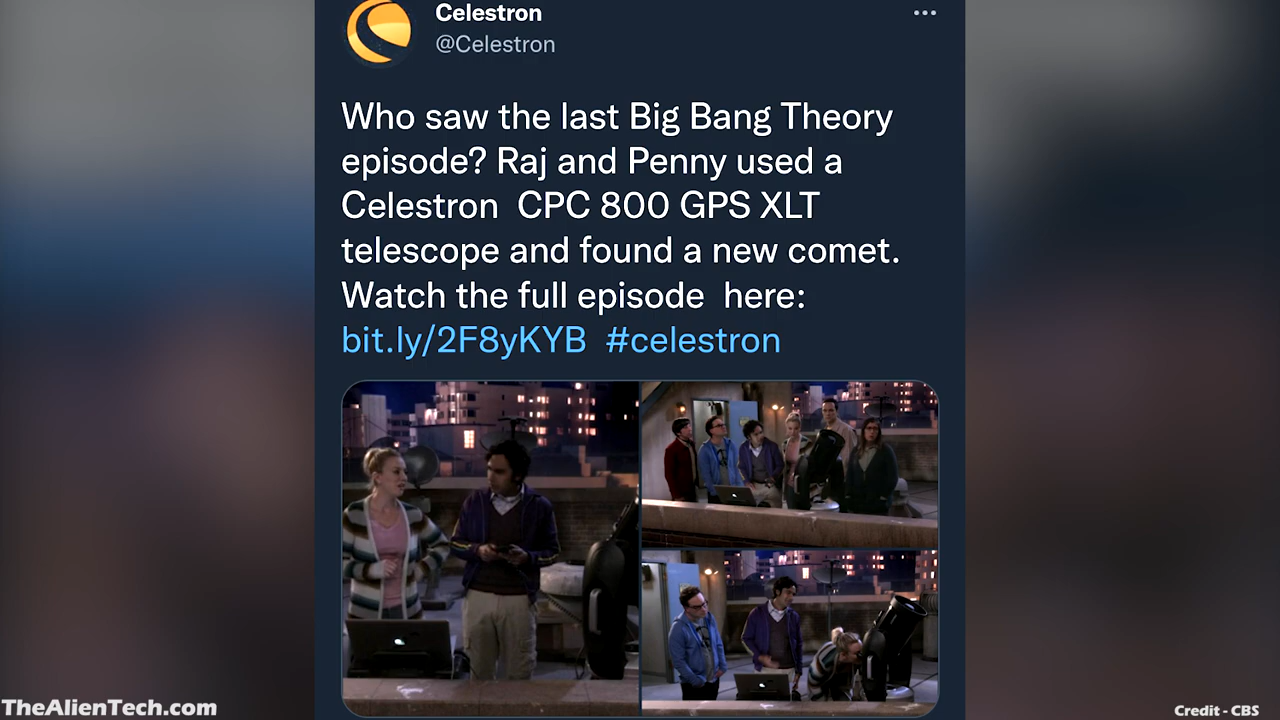 Celestron
@Celestron
Who saw the last Big Bang Theory
episode? Raj and Penny used a
Celestron  CPC 800 GPS XLT
telescope and found a new comet.
Watch the full episode  here:
bit.ly/2F8yKYB  #celestron
TheAlienTech.com
Credit - CBS